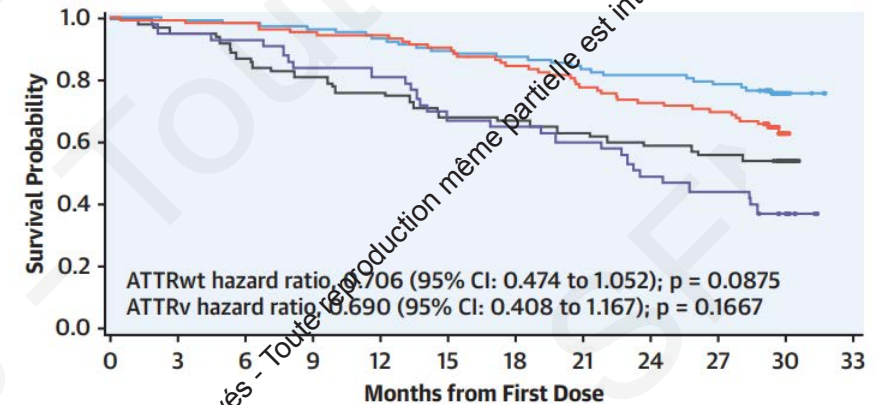 1.0
0.8
0.6
0.4
0.2
0.0
Survival Probability
ATTRwt hazard ratio, 0.706 (95% CI: 0.474 to 1.052); p = 0.0875
ATTRv hazard ratio, 0.690 (95% CI: 0.408 to 1.167); p = 0.1667
0 3 6 9 12 15 18 21 24 27 30 33
Months from First Dose
- Toute reproduction même partielle est